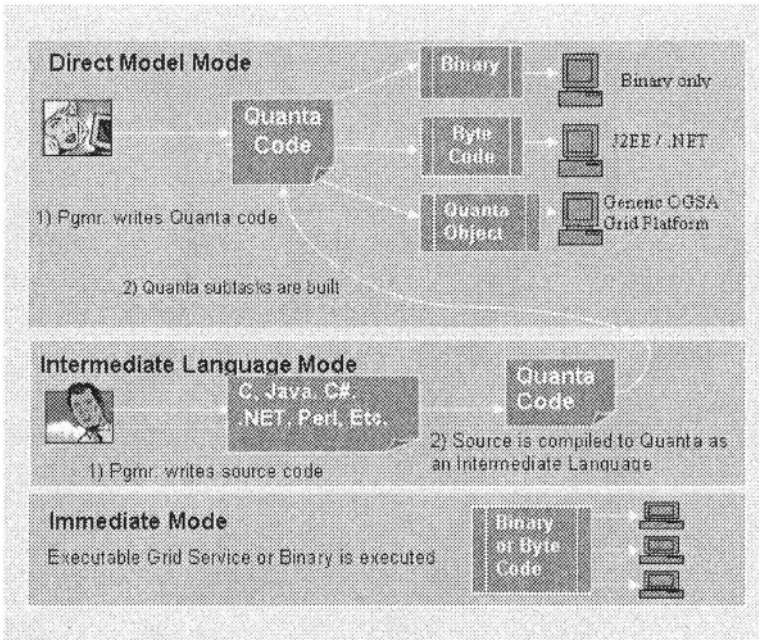 Direct Model Mode
Quanta
Code
Binary
Binary only
Byte
Code
J2EE / .NET
Quanta
Object
Generic OGSA
Grid Platform
1) Pgmr. writes Quanta code
2) Quanta subtasks are built
Intermediate Language Mode
C, Java, C#,
.NET, Perl, Etc.
Quanta
Code
1) Pgmr. writes source code
2) Source is compiled to Quanta as
an Intermediate Language
Immediate Mode
Executable Grid Service or Binary is executed
Binary
or Byte
Code